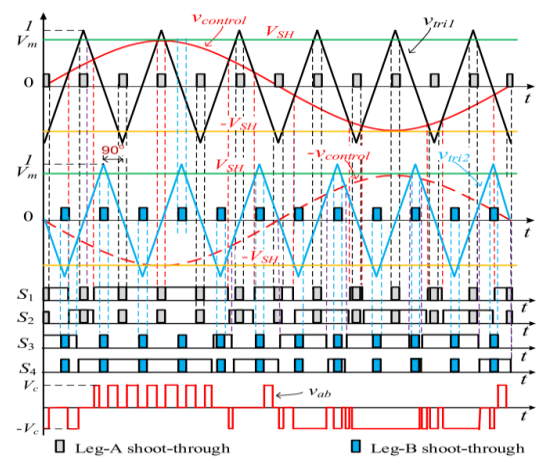 1
V_m
v_control
V_SH
v_tri1
0
t
-V_SH
1
90°
V_m
V_SH
-v_control
v_tri2
0
t
-V_SH
S_1
t
S_2
t
S_3
t
S_4
t
V_c
v_ab
t
-V_c
Leg-A shoot-through
Leg-B shoot-through